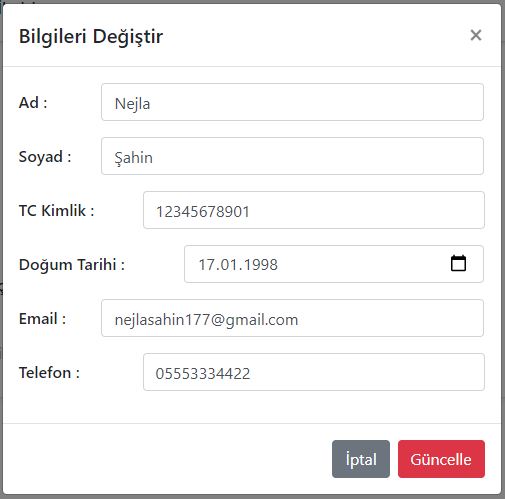 Bilgileri Değiştir ×
Ad : Nejla
Soyad : Şahin
TC Kimlik : 12345678901
Doğum Tarihi : 17.01.1998
Email : nejlasahin177@gmail.com
Telefon : 05553334422
İptal Güncelle